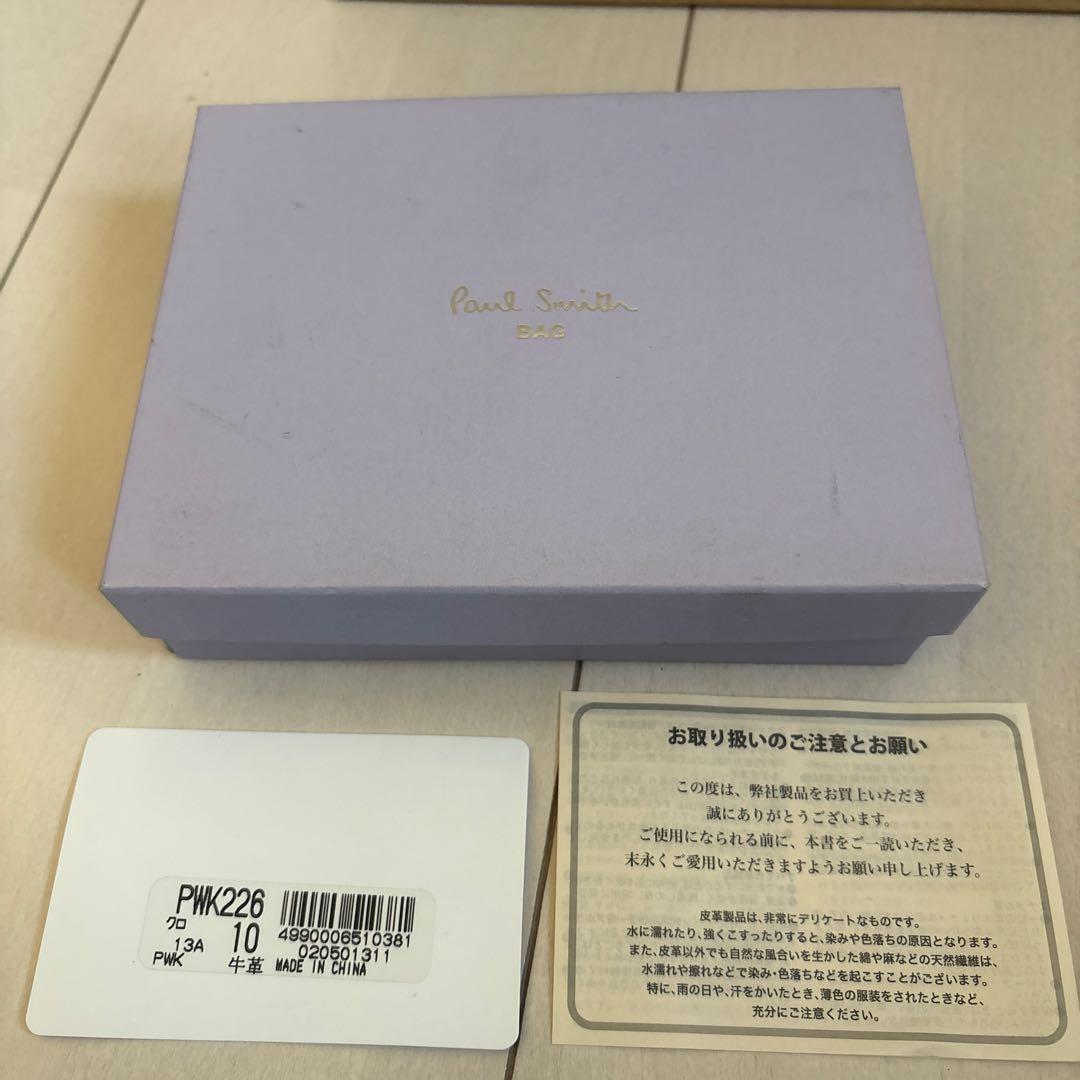 Paul Smith
BAG
PWK226
クロ
13A
10
PWK
牛革
4990006510381
020501311
MADE IN CHINA
お取り扱いのご注意とお願い
この度は、弊社製品をお買上いただき
誠にありがとうございます。
ご使用になられる前に、本書をご一読いただき、
末永くご愛用いただきますようお願い申し上げます。
皮革製品は、非常にデリケートなものです。
水に濡れたり、強くこすったりすると、染みや色落ちの原因となります。
また、皮革以外でも自然な風合いを生かした綿や麻などの天然繊維は、
水濡れや擦れなどで染み・色落ちなどを起こすことがございます。
特に、雨の日や、汗をかいたとき、薄色の服装をされたときなど、
充分にご注意ください。